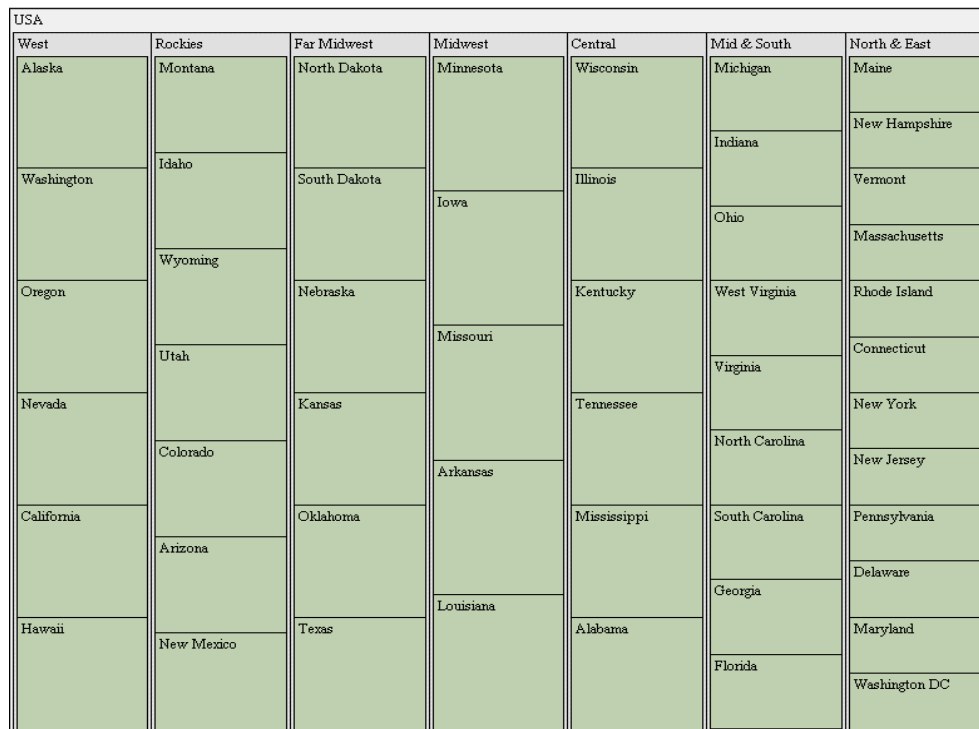 USA
West
Alaska
Washington
Oregon
Nevada
California
Hawaii
Rockies
Montana
Idaho
Wyoming
Utah
Colorado
Arizona
New Mexico
Far Midwest
North Dakota
South Dakota
Nebraska
Kansas
Oklahoma
Texas
Midwest
Minnesota
Iowa
Missouri
Arkansas
Louisiana
Central
Wisconsin
Illinois
Kentucky
Tennessee
Mississippi
Alabama
Mid & South
Michigan
Indiana
Ohio
West Virginia
Virginia
North Carolina
South Carolina
Georgia
Florida
North & East
Maine
New Hampshire
Vermont
Massachusetts
Rhode Island
Connecticut
New York
New Jersey
Pennsylvania
Delaware
Maryland
Washington DC